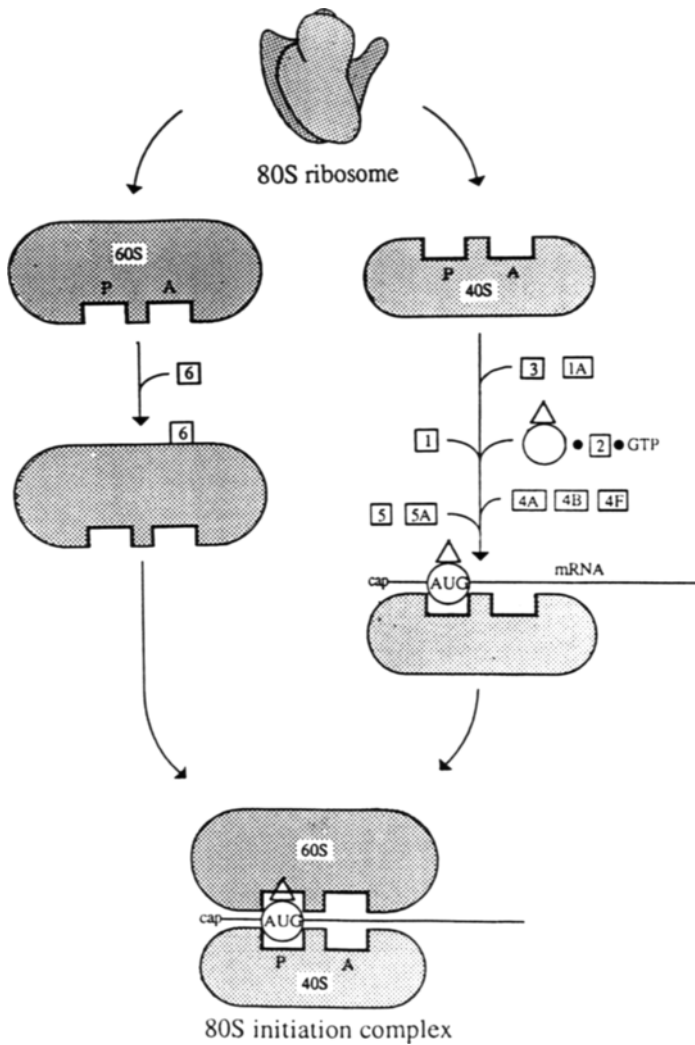 80S ribosome
60S
P A
P A
40S
6
3 1A
6
1
2 GTP
4A 4B 4F
5 5A
cap AUG mRNA
60S
cap AUG
P A
40S
80S initiation complex